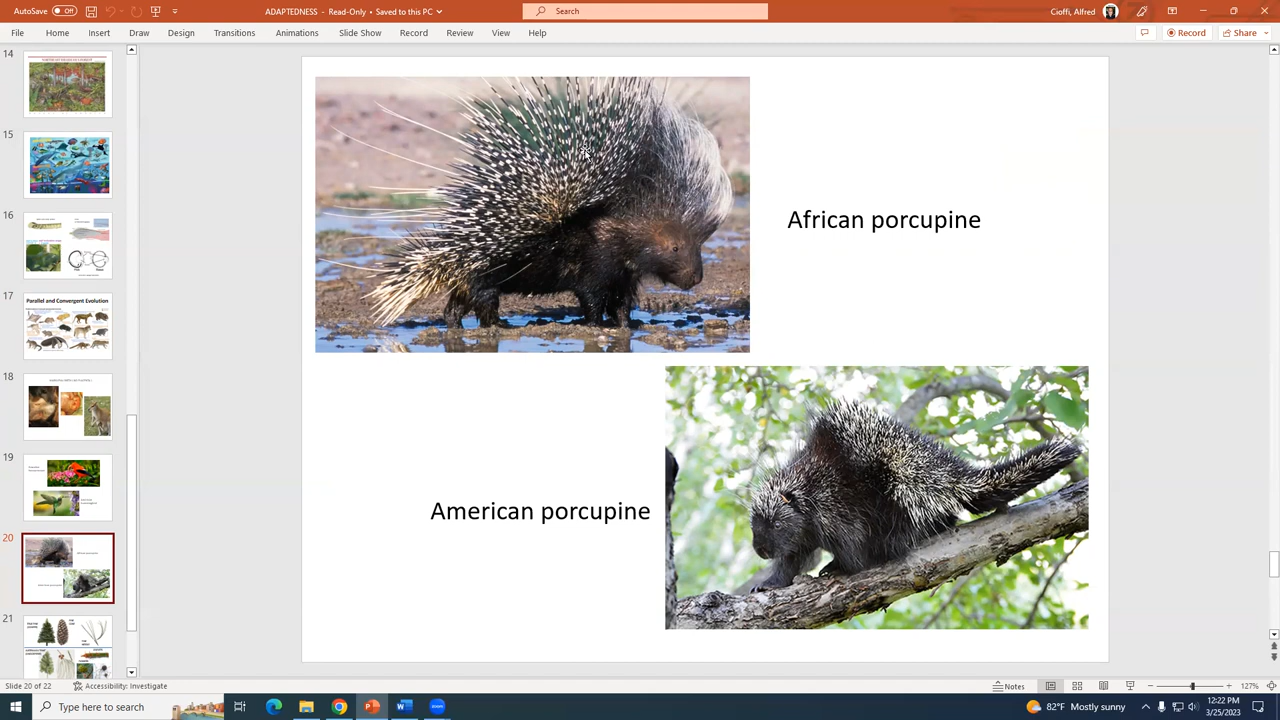 AutoSave Off
ADAPTEDNESS - Read-Only • Saved to this PC
Search
Cioffi, Alfred
File Home Insert Draw Design Transitions Animations Slide Show Record Review View Help
Record
Share
14
15
16
17
Parallel and Convergent Evolution
18
19
20
21
African porcupine
American porcupine
Slide 20 of 22
Accessibility: Investigate
Notes
127%
Type here to search
82°F Mostly sunny
12:22 PM
3/25/2023